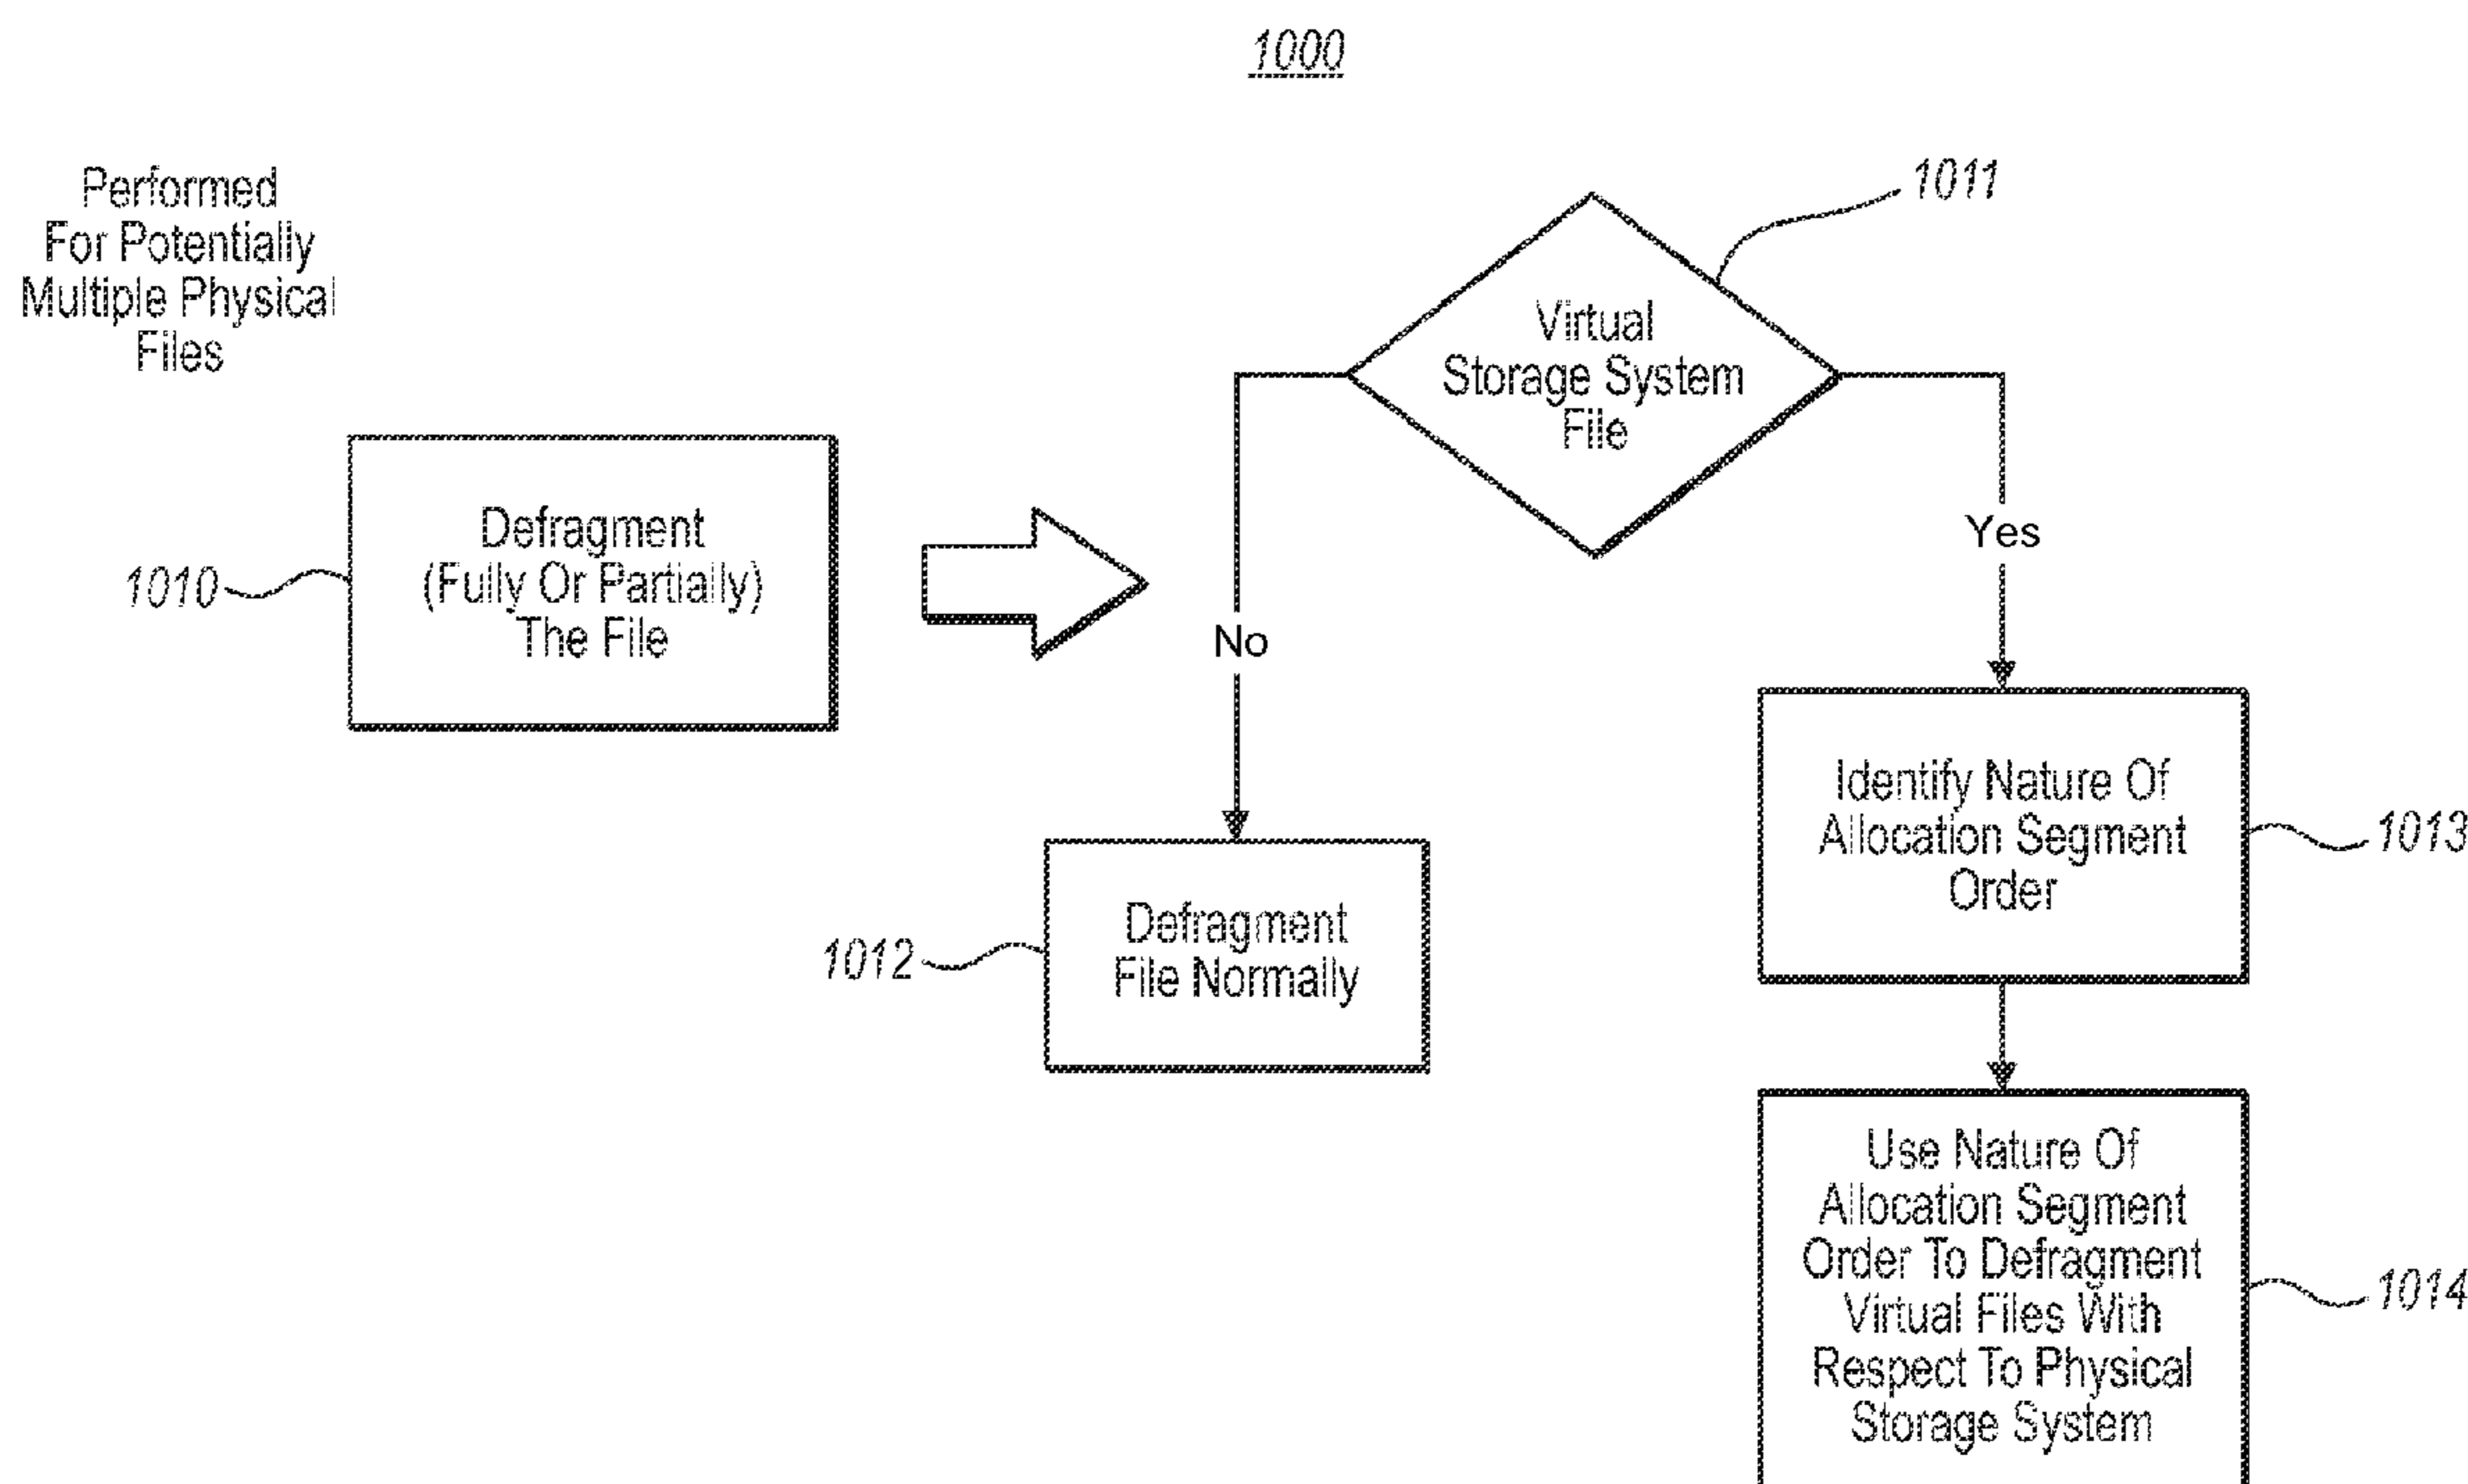 1000
Performed
For Potentially
Multiple Physical
Files
1010
Defragment
(Fully Or Partially)
The File
1011
Virtual
Storage System
File
No
Yes
1012
Defragment
File Normally
Identify Nature Of
Allocation Segment
Order
1013
Use Nature Of
Allocation Segment
Order To Defragment
Virtual Files With
Respect To Physical
Storage System
1014